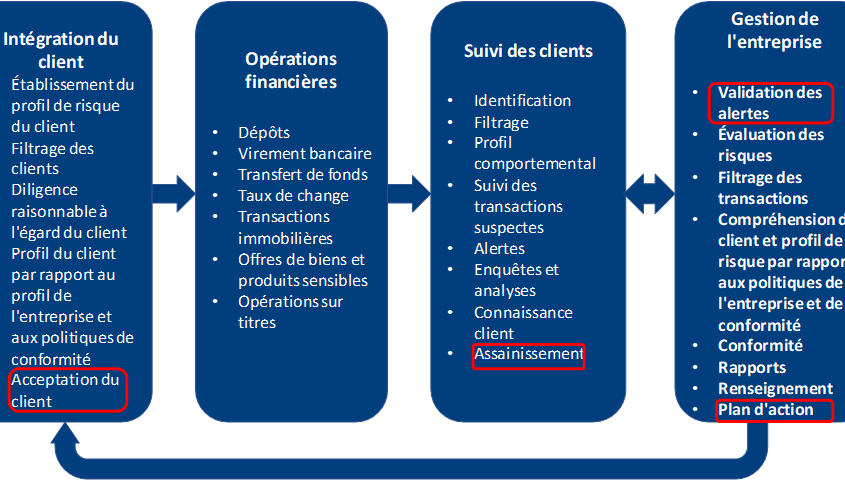 Intégration du
client
Établissement du
profil de risque
du client
Filtrage des
clients
Diligence
raisonnable à
l'égard du client
Profil du client
par rapport au
profil de
l'entreprise et
aux politiques de
conformité
Acceptation du
client
Opérations
financières
• Dépôts
• Virement bancaire
• Transfert de fonds
• Taux de change
• Transactions
immobilières
• Offres de biens et
produits sensibles
• Opérations sur
titres
Suivi des clients
• Identification
• Filtrage
• Profil
comportemental
• Suivi des
transactions
suspectes
• Alertes
• Enquêtes et
analyses
• Connaissance
client
• Assainissement
Gestion de
l'entreprise
• Validation des
alertes
• Évaluation des
risques
• Filtrage des
transactions
• Compréhension d
client et profil de
risque par rappor
aux politiques de
l'entreprise et de
conformité
• Conformité
• Rapports
• Renseignement
• Plan d'action